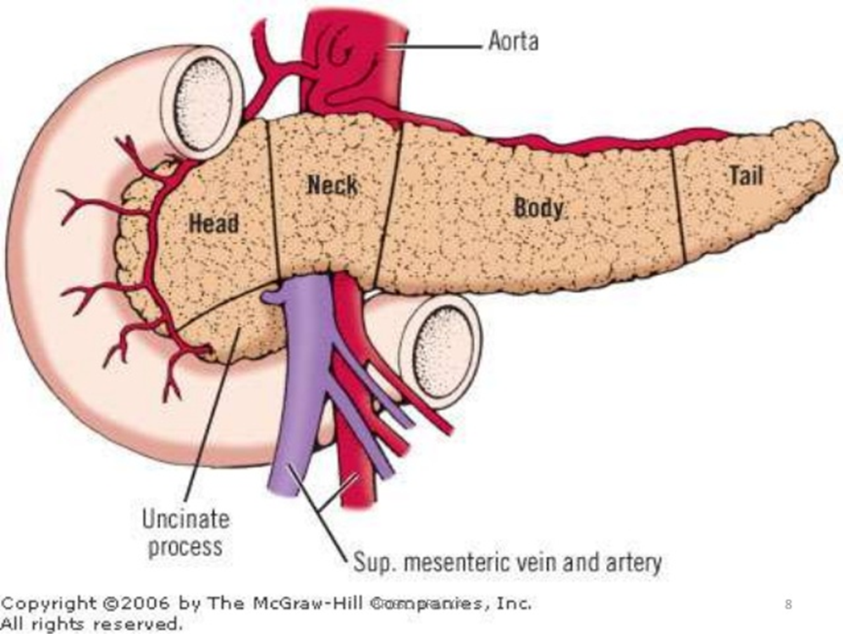 Aorta
Neck
Tail
Head
Body
Uncinate
process
Sup. mesenteric vein and artery
Copyright ©2006 by The McGraw-Hill Companies, Inc.
8
All rights reserved.